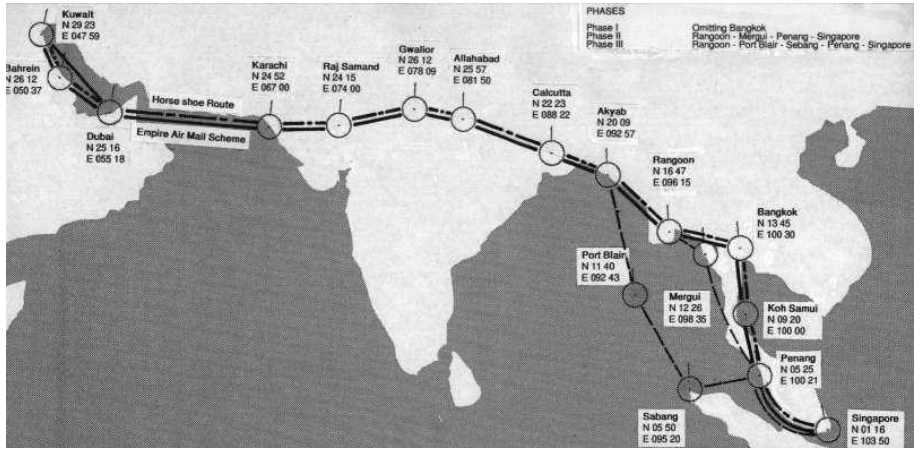 PHASES
Phase I Omitting Bangkok
Phase II Rangoon - Mergui - Penang - Singapore
Phase III Rangoon - Port Blair - Sebang - Penang - Singapore
Kuwait
N 29 23
E 047 59
Bahrein
N 26 12
E 050 37
Dubai
N 25 16
E 055 18
Horse shoe Route
Empire Air Mail Scheme
Karachi
N 24 52
E 067 00
Raj Samand
N 24 15
E 074 00
Gwalior
N 26 12
E 078 09
Allahabad
N 25 57
E 081 50
Calcutta
N 22 23
E 088 22
Akyab
N 20 09
E 092 57
Rangoon
N 16 47
E 096 15
Bangkok
N 13 45
E 100 30
Port Blair
N 11 40
E 092 43
Mergui
N 12 26
E 098 35
Koh Samui
N 09 20
E 100 00
Penang
N 05 25
E 100 21
Sabang
N 05 50
E 095 20
Singapore
N 01 16
E 103 50